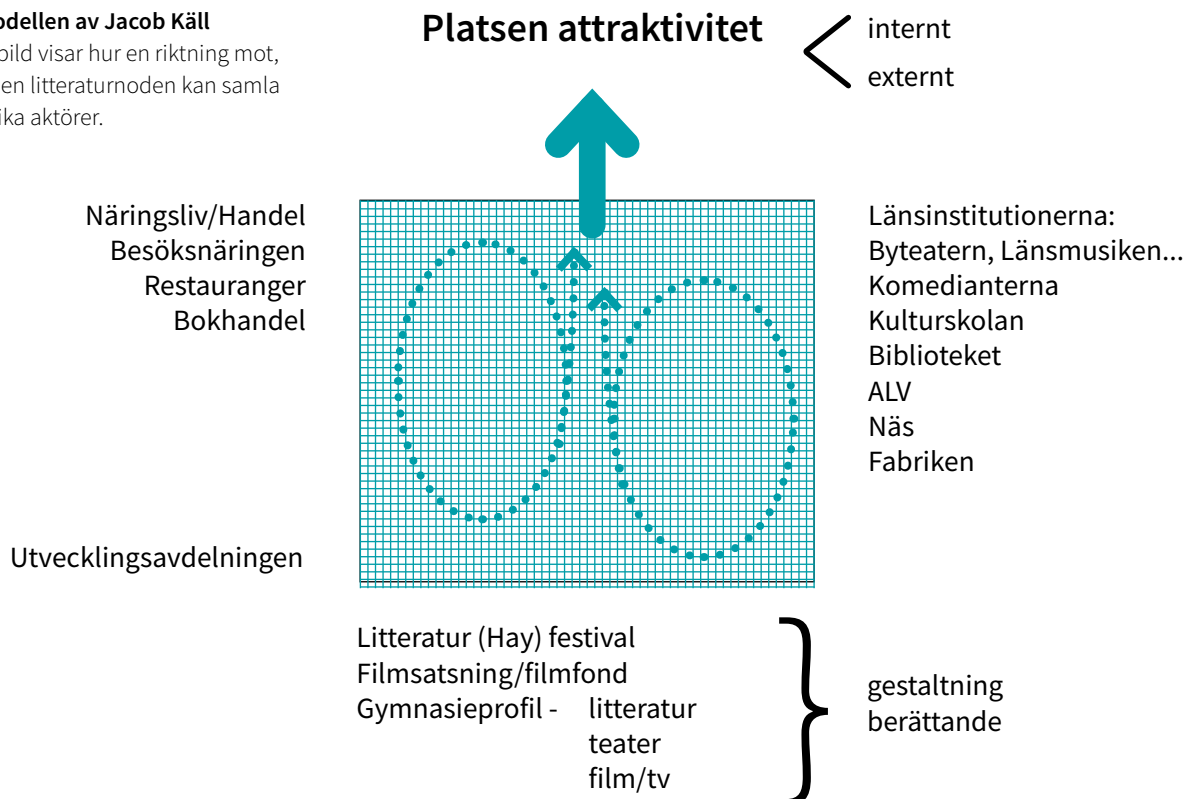 odellen av Jacob Käll
bild visar hur en riktning mot,
en litteraturnoden kan samla
ika aktörer.
Platsen attraktivitet
internt
externt
Näringsliv/Handel
Besöksnäringen
Restauranger
Bokhandel
Länsinstitutionerna:
Byteatern, Länsmusiken...
Komedianterna
Kulturskolan
Biblioteket
ALV
Näs
Fabriken
Utvecklingsavdelningen
Litteratur (Hay) festival
Filmsatsning/filmfond
Gymnasieprofil - litteratur
teater
film/tv
gestaltning
berättande